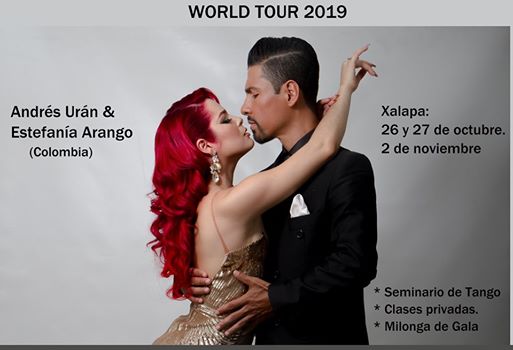 WORLD TOUR 2019
Andrés Urán &
Estefanía Arango
(Colombia)
Xalapa:
26 y 27 de octubre.
2 de noviembre
* Seminario de Tango
* Clases privadas.
* Milonga de Gala